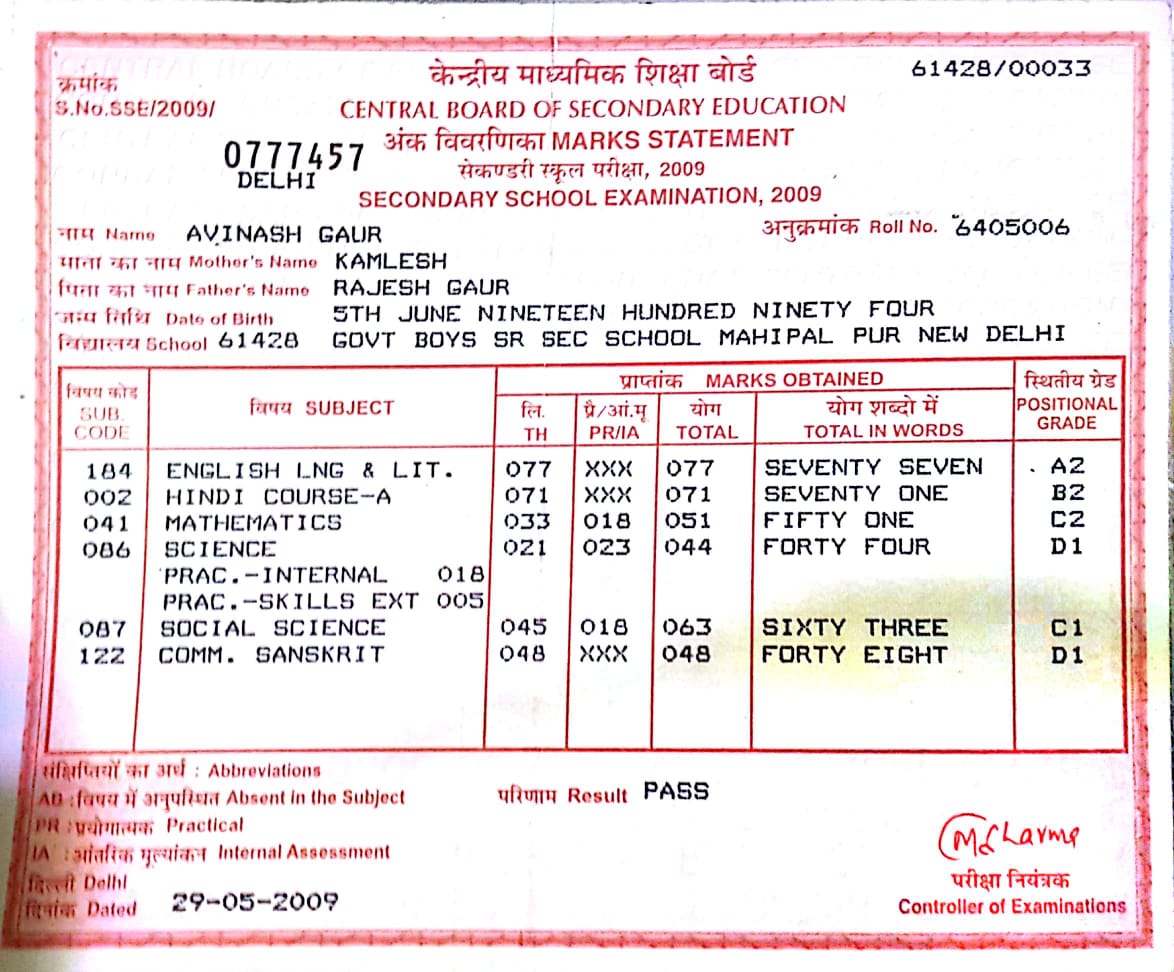 केन्द्रीय माध्यमिक शिक्षा बोर्ड 61428/00033
क्रमांक
S.No.SSE/2009/ CENTRAL BOARD OF SECONDARY EDUCATION
0777457 अंक विवरणिका MARKS STATEMENT
DELHI सेकण्डरी स्कूल परीक्षा, 2009
SECONDARY SCHOOL EXAMINATION, 2009
नाम Name AVINASH GAUR अनुक्रमांक Roll No. 6405006
माता का नाम Mother's Name KAMLESH
पिता का नाम Father's Name RAJESH GAUR
जन्म तिथि Date of Birth 5TH JUNE NINETEEN HUNDRED NINETY FOUR
विद्यालय School 61428 GOVT BOYS SR SEC SCHOOL MAHIPAL PUR NEW DELHI
विषय कोड SUB. CODE विषय SUBJECT प्राप्तांक MARKS OBTAINED स्थितीय ग्रेड POSITIONAL GRADE
लि. TH प्रै/आं.मू PR/IA योग TOTAL योग शब्दो में TOTAL IN WORDS
184 ENGLISH LNG & LIT. 077 XXX 077 SEVENTY SEVEN A2
002 HINDI COURSE-A 071 XXX 071 SEVENTY ONE B2
041 MATHEMATICS 033 018 051 FIFTY ONE C2
086 SCIENCE 021 023 044 FORTY FOUR D1
PRAC.-INTERNAL 018
PRAC.-SKILLS EXT 005
087 SOCIAL SCIENCE 045 018 063 SIXTY THREE C1
122 COMM. SANSKRIT 048 XXX 048 FORTY EIGHT D1
संक्षिप्तियों का अर्थ : Abbreviations
AB : विषय में अनुपस्थित Absent in the Subject परिणाम Result PASS
PR : प्रयोगात्मक Practical
IA : आंतरिक मूल्यांकन Internal Assessment
दिल्ली Delhi
दिनांक Dated 29-05-2009
MSharma
परीक्षा नियंत्रक
Controller of Examinations